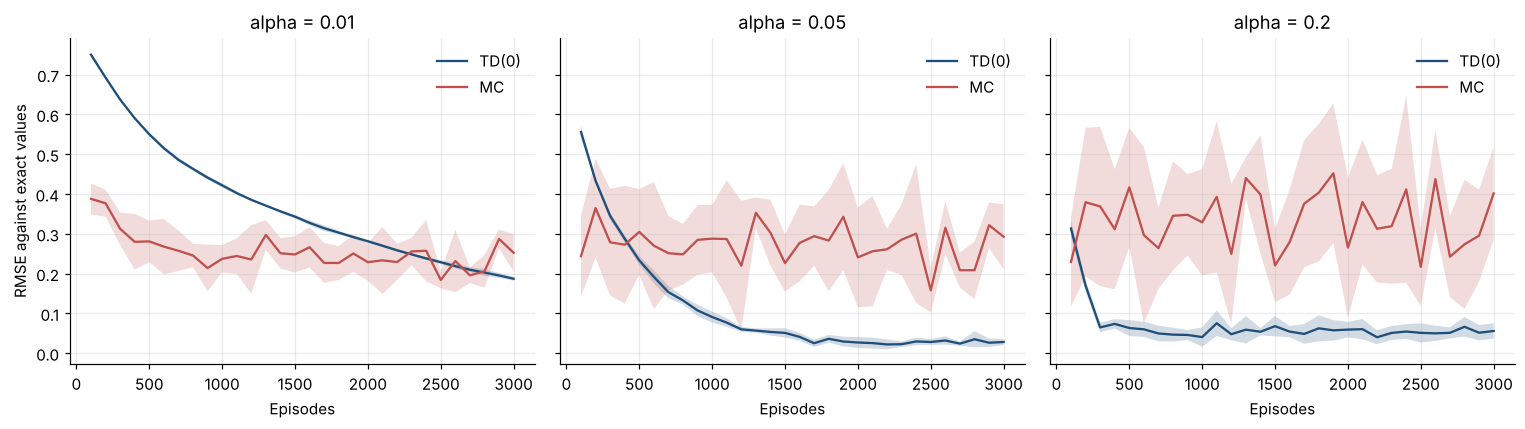 alpha = 0.01
alpha = 0.05
alpha = 0.2
RMSE against exact values
0.7
0.6
0.5
0.4
0.3
0.2
0.1
0.0
TD(0)
MC
TD(0)
MC
TD(0)
MC
0 500 1000 1500 2000 2500 3000
0 500 1000 1500 2000 2500 3000
0 500 1000 1500 2000 2500 3000
Episodes
Episodes
Episodes